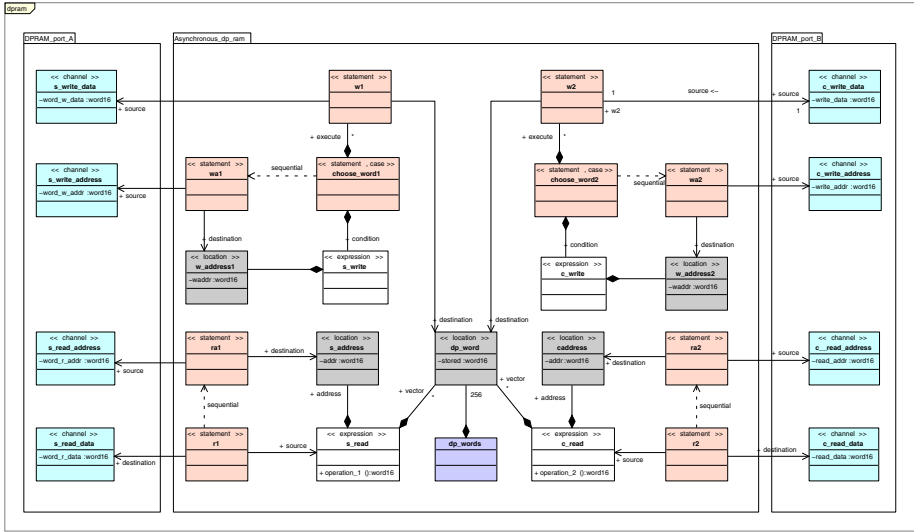 dpram
DPRAM_port_A
Asynchronous_dp_ram
DPRAM_port_B
<< channel >>
s_write_data
−word_w_data :word16
+ source
<< statement >>
w1
<< statement >>
w2
1
source <−
+ w2
+ source
1
<< channel >>
c_write_data
−write_data :word16
+ execute
*
+ execute
*
<< channel >>
s_write_address
−word_w_addr :word16
+ source
<< statement >>
wa1
sequential
<< statement , case >>
choose_word1
<< statement , case >>
choose_word2
sequential
<< statement >>
wa2
+ source
<< channel >>
c_write_address
−write_addr :word16
+ destination
+ condition
+ condition
+ destination
<< location >>
w_address1
−waddr :word16
<< expression >>
s_write
<< expression >>
c_write
<< location >>
w_address2
−waddr :word16
+ destination
+ destination
<< channel >>
s_read_address
−word_r_addr :word16
+ source
<< statement >>
ra1
+ destination
<< location >>
s_address
−addr :word16
<< location >>
dp_word
−stored :word16
<< location >>
caddress
−addr :word16
+ destination
<< statement >>
ra2
+ source
<< channel >>
c__read_address
−read_addr :word16
sequential
+ address
+ vector
*
256
+ vector
*
+ address
sequential
<< channel >>
s_read_data
−word_r_data :word16
+ destination
<< statement >>
r1
+ source
<< expression >>
s_read
+ operation_1 ():word16
dp_words
<< expression >>
c_read
+ operation_2 ():word16
+ source
<< statement >>
r2
+ destination
<< channel >>
c_read_data
−read_data :word16